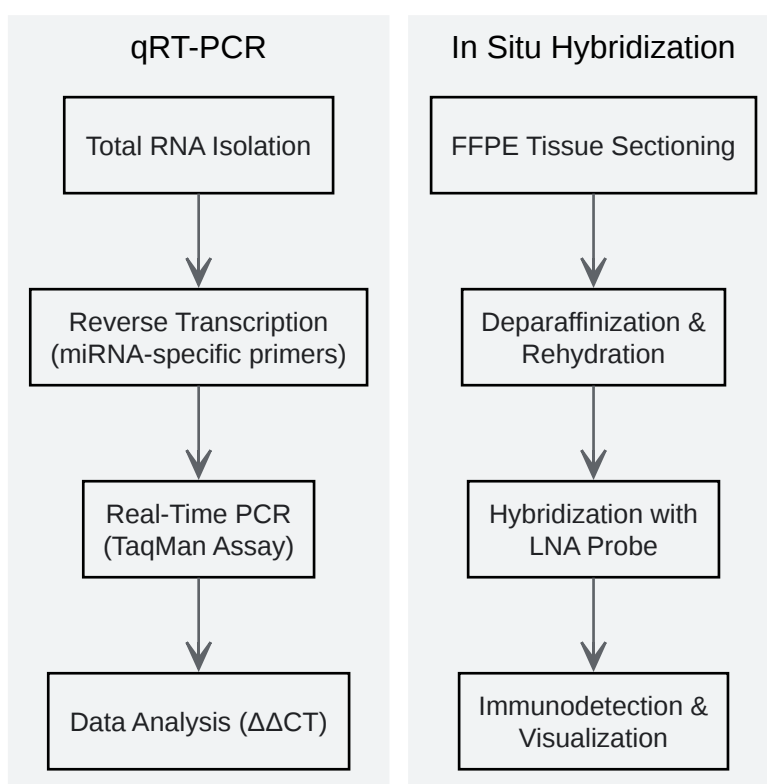 qRT-PCR
Total RNA Isolation
Reverse Transcription
(miRNA-specific primers)
Real-Time PCR
(TaqMan Assay)
Data Analysis (ΔΔCT)
In Situ Hybridization
FFPE Tissue Sectioning
Deparaffinization &
Rehydration
Hybridization with
LNA Probe
Immunodetection &
Visualization